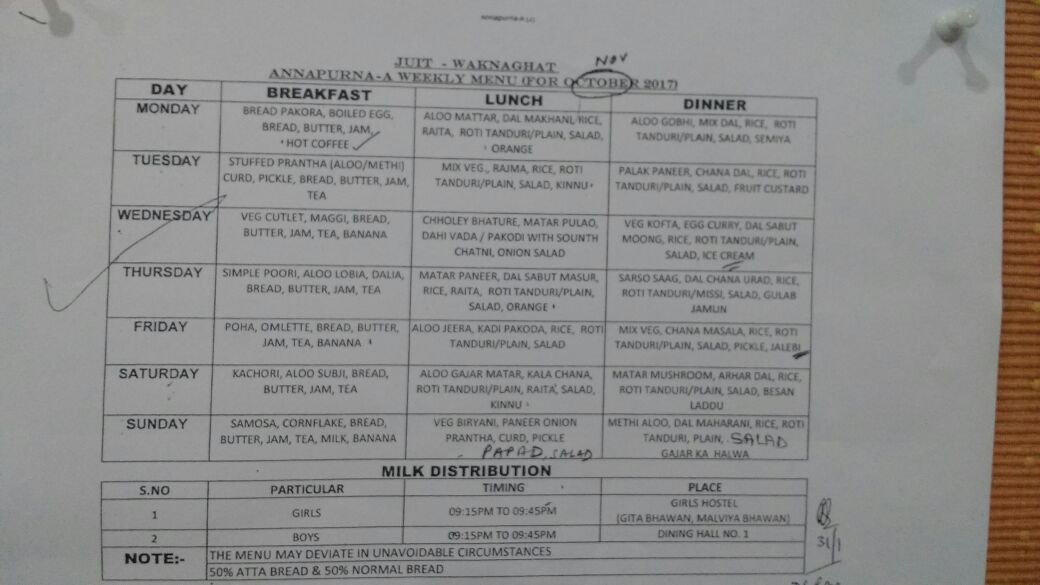 JUIT - WAKNAGHAT
NOV
ANNAPURNA-A WEEKLY MENU (FOR OCTOBER 2017)
DAY BREAKFAST LUNCH DINNER
MONDAY
BREAD PAKORA, BOILED EGG,
BREAD, BUTTER, JAM,
HOT COFFEE
ALOO MATTAR, DAL MAKHANI, RICE,
RAITA, ROTI TANDURI/PLAIN, SALAD,
ORANGE
ALOO GOBHI, MIX DAL, RICE, ROTI
TANDURI/PLAIN, SALAD, SEMIYA
TUESDAY
STUFFED PRANTHA (ALOO/METHI)
CURD, PICKLE, BREAD, BUTTER, JAM,
TEA
MIX VEG., RAJMA, RICE, ROTI
TANDURI/PLAIN, SALAD, KINNU
PALAK PANEER, CHANA DAL, RICE, ROTI
TANDURI/PLAIN, SALAD, FRUIT CUSTARD
WEDNESDAY
VEG CUTLET, MAGGI, BREAD,
BUTTER, JAM, TEA, BANANA
CHHOLEY BHATURE, MATAR PULAO,
DAHI VADA / PAKODI WITH SOUNTH
CHATNI, ONION SALAD
VEG KOFTA, EGG CURRY, DAL SABUT
MOONG, RICE, ROTI TANDURI/PLAIN,
SALAD, ICE CREAM
THURSDAY
SIMPLE POORI, ALOO LOBIA, DALIA,
BREAD, BUTTER, JAM, TEA
MATAR PANEER, DAL SABUT MASUR,
RICE, RAITA, ROTI TANDURI/PLAIN,
SALAD, ORANGE
SARSO SAAG, DAL CHANA URAD, RICE,
ROTI TANDURI/MISSI, SALAD, GULAB
JAMUN
FRIDAY
POHA, OMLETTE, BREAD, BUTTER,
JAM, TEA, BANANA
ALOO JEERA, KADI PAKODA, RICE, ROTI
TANDURI/PLAIN, SALAD
MIX VEG, CHANA MASALA, RICE, ROTI
TANDURI/PLAIN, SALAD, PICKLE, JALEBI
SATURDAY
KACHORI, ALOO SUBJI, BREAD,
BUTTER, JAM, TEA
ALOO GAJAR MATAR, KALA CHANA,
ROTI TANDURI/PLAIN, RAITA, SALAD,
KINNU
MATAR MUSHROOM, ARHAR DAL, RICE,
ROTI TANDURI/PLAIN, SALAD, BESAN
LADDU
SUNDAY
SAMOSA, CORNFLAKE, BREAD,
BUTTER, JAM, TEA, MILK, BANANA
VEG BIRYANI, PANEER ONION
PRANTHA, CURD, PICKLE
PAPAD, SALAD
METHI ALOO, DAL MAHARANI, RICE, ROTI
TANDURI, PLAIN, SALAD
GAJAR KA HALWA
MILK DISTRIBUTION
S.NO PARTICULAR TIMING PLACE
1 GIRLS 09:15PM TO 09:45PM GIRLS HOSTEL
(GITA BHAWAN, MALVIYA BHAWAN)
2 BOYS 09:15PM TO 09:45PM DINING HALL NO. 1
NOTE:- THE MENU MAY DEVIATE IN UNAVOIDABLE CIRCUMSTANCES
50% ATTA BREAD & 50% NORMAL BREAD
31/1